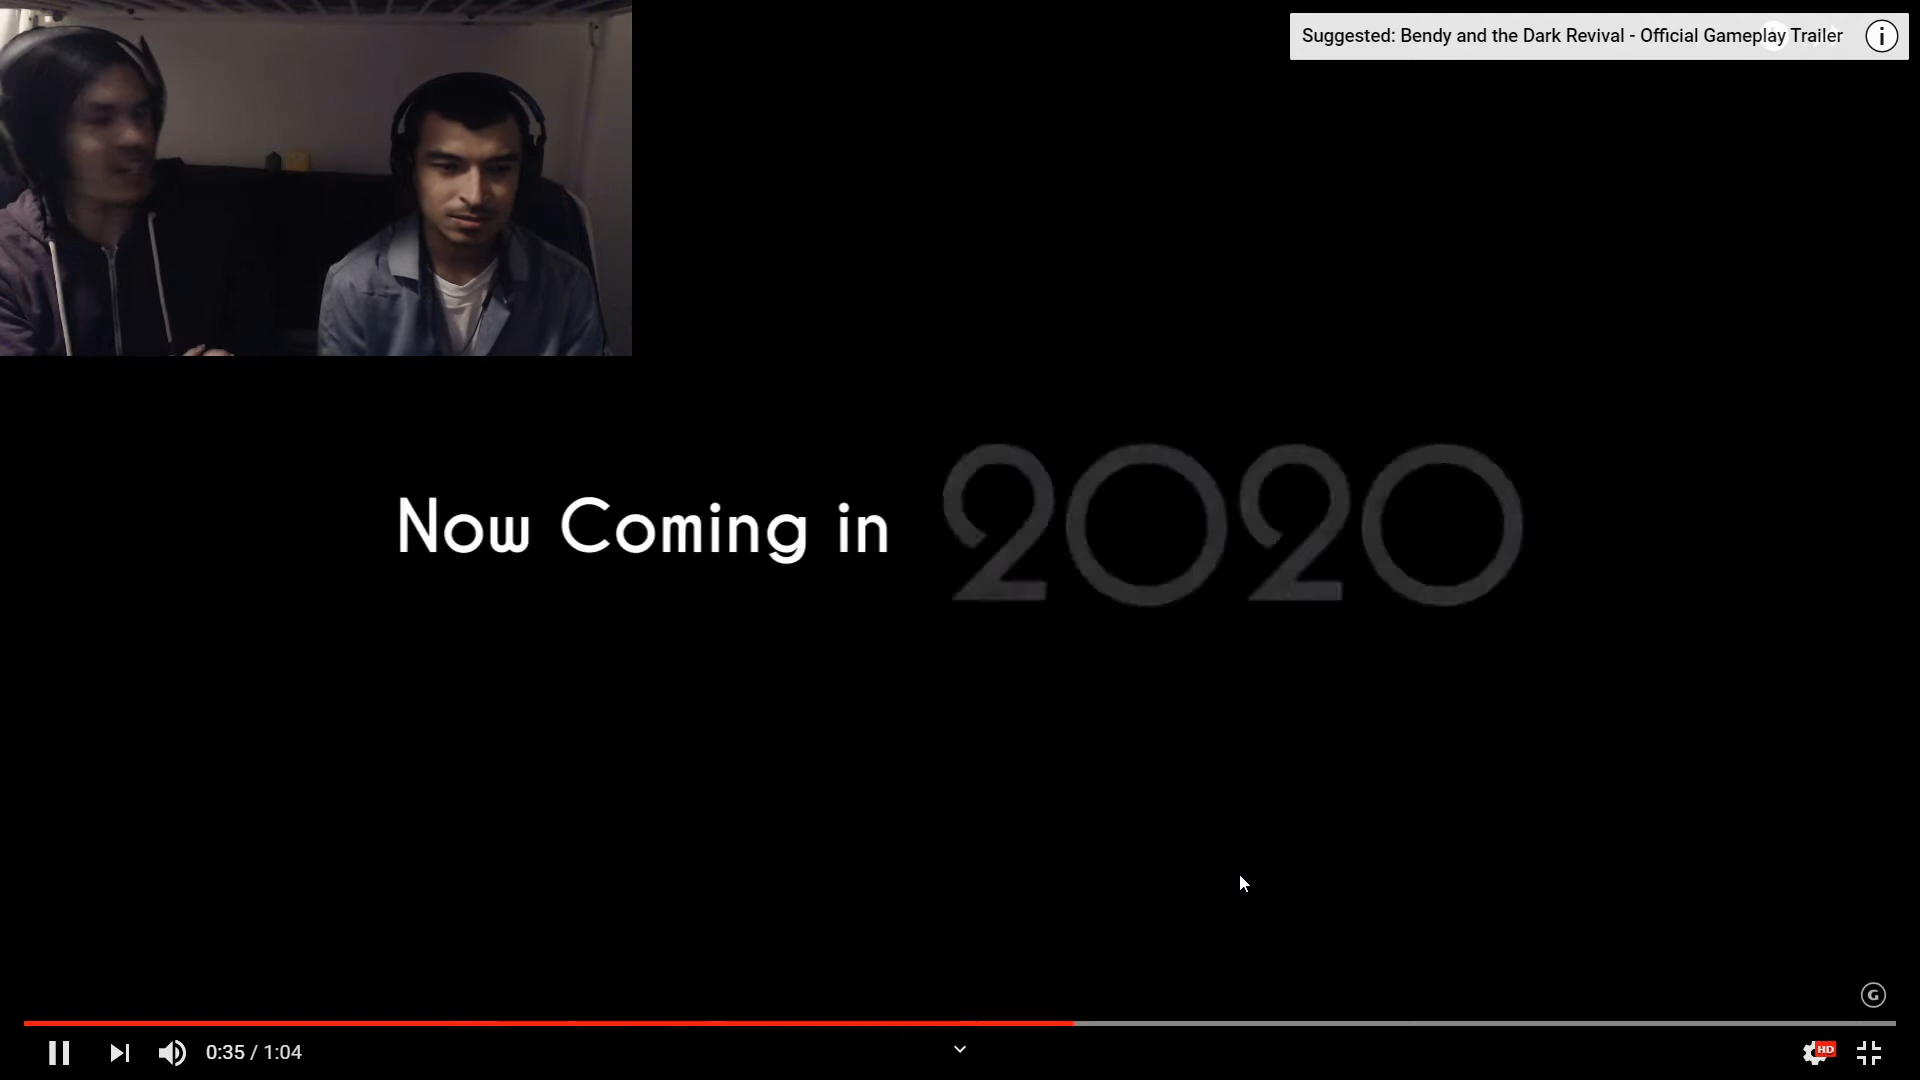 Suggested: Bendy and the Dark Revival - Official Gameplay Trailer
i
Now Coming in 2020
G
0:35 / 1:04
HD